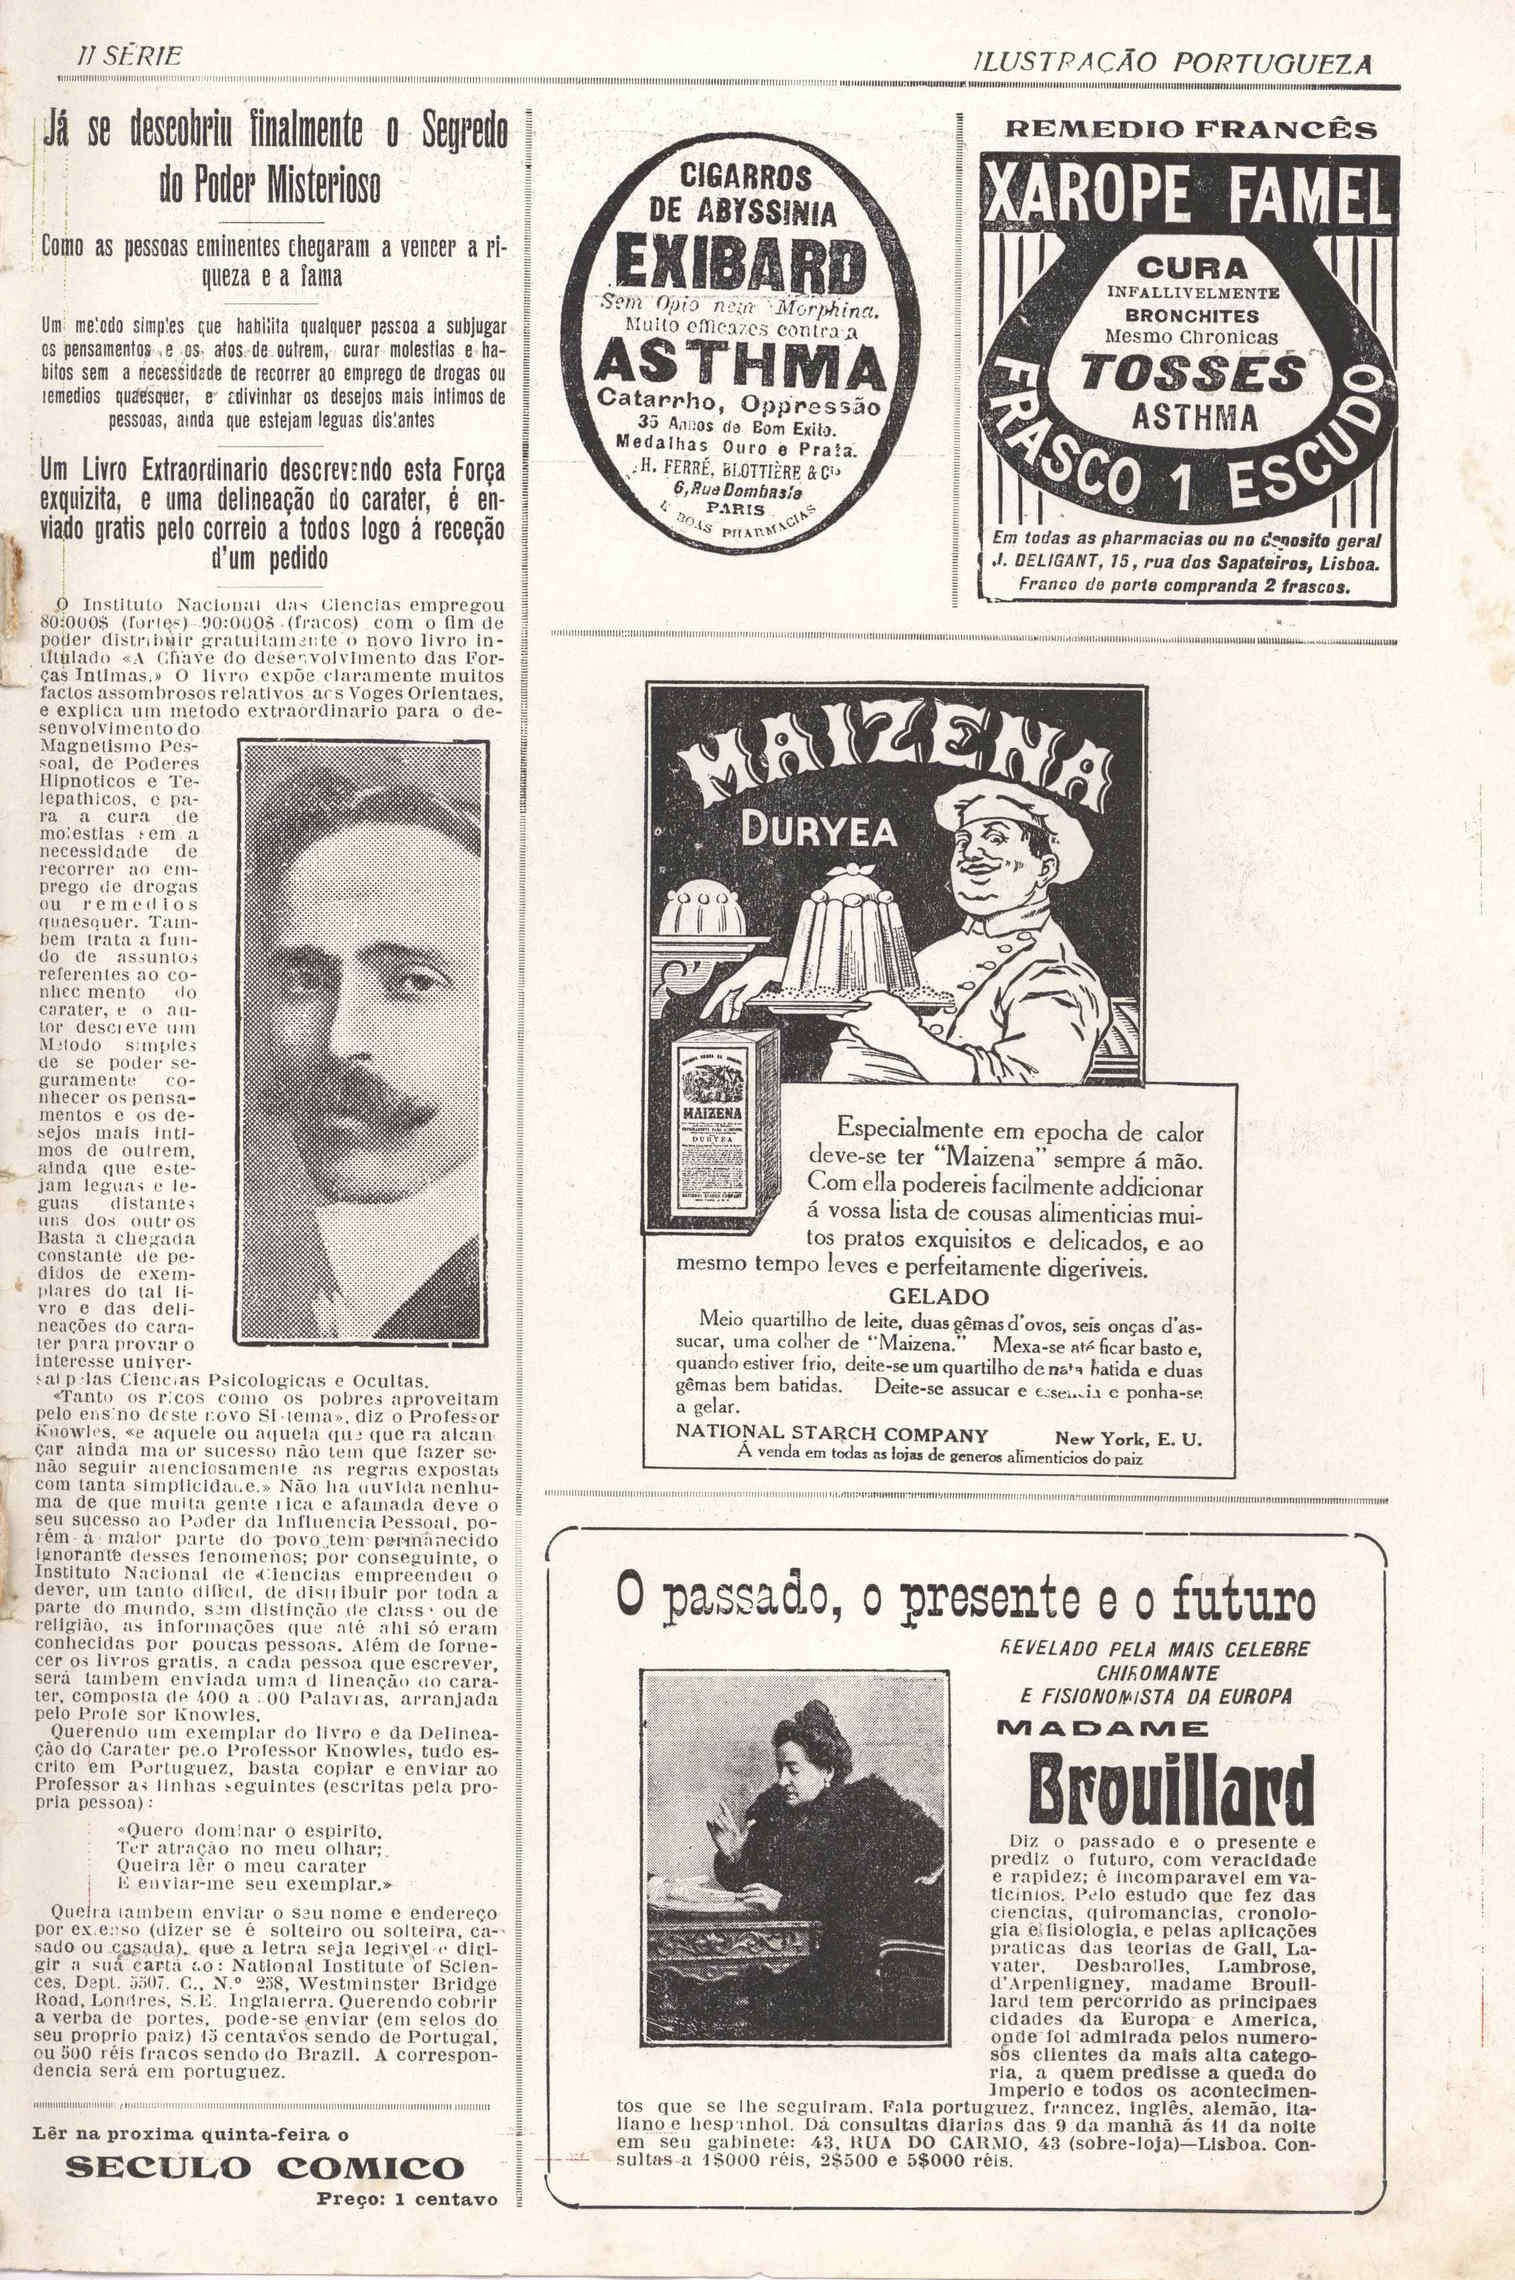 II SÉRIE
ILUSTRAÇÃO PORTUGUEZA
Já se descobriu finalmente o Segredo
do Poder Misterioso
Como as pessoas eminentes chegaram a vencer a ri-
queza e a fama
Um metodo simples que habilita qualquer passoa a subjugar
os pensamentos e os atos de outrem, curar molestias e ha-
bitos sem a necessidade de recorrer ao emprego de drogas ou
remedios quaesquer, e adivinhar os desejos mais intimos de
pessoas, ainda que estejam leguas distantes
Um Livro Extraordinario descrevendo esta Força
exquizita, e uma delineação do carater, é en-
viado gratis pelo correio a todos logo á receção
d'um pedido
O Instituto Nacional das Ciencias empregou
80:000$ (fortes) 90:000$ (fracos) com o fim de
poder distribuir gratuitamente o novo livro in-
titulado «A Chave do desenvolvimento das For-
ças Intimas.» O livro expõe claramente muitos
factos assombrosos relativos aos Voges Orientaes,
e explica um metodo extraordinario para o de-
senvolvimento do
Magnetismo Pes-
soal, de Poderes
Hipnoticos e Te-
lepathicos, e pa-
ra a cura de
molestias sem a
necessidade de
recorrer ao em-
prego de drogas
ou remedios
quaesquer. Tam-
bem trata a fun-
do de assuntos
referentes ao co-
nhecimento do
carater, e o au-
tor descreve um
Metodo simples
de se poder se-
guramente co-
nhecer os pensa-
mentos e os de-
sejos mais inti-
mos de outrem,
ainda que este-
jam leguas e le-
guas distantes
uns dos outros
Basta a chegada
constante de pe-
didos de exem-
plares do tal li-
vro e das deli-
neações do cara-
ter para provar o
interesse univer-
sal pelas Ciencias Psicologicas e Ocultas.
«Tanto os ricos como os pobres aproveitam
pelo ensino deste novo Sistema», diz o Professor
Knowles, «e aquele ou aquela que que ra alcan
çar ainda ma or sucesso não tem que fazer se-
não seguir atenciosamente as regras expostas
com tanta simplicidade.» Não ha duvida nenhu-
ma de que muita gente rica e afamada deve o
seu sucesso ao Poder da Influencia Pessoal, po-
rém a maior parte do povo tem permanecido
ignorante desses fenomenos; por conseguinte, o
Instituto Nacional de Ciencias empreendeu o
dever, um tanto dificil, de distribuir por toda a
parte do mundo, sem distinção de classe ou de
religião, as informações que até ahi só eram
conhecidas por poucas pessoas. Além de forne-
cer os livros gratis, a cada pessoa que escrever,
será tambem enviada uma d lineação do cara-
ter, composta de 400 a 00 Palavras, arranjada
pelo Profe sor Knowles.
Querendo um exemplar do livro e da Delinea-
ção do Carater pelo Professor Knowles, tudo es-
crito em Portuguez, basta copiar e enviar ao
Professor as linhas seguintes (escritas pela pro-
pria pessoa):
«Quero dominar o espirito,
Ter atração no meu olhar;
Queira lêr o meu carater
E enviar-me seu exemplar.»
Queira tambem enviar o seu nome e endereço
por extenso (dizer se é solteiro ou solteira, ca-
sado ou casada), que a letra seja legivel e diri-
gir a sua carta ao: National Institute of Scien-
ces, Dept. 5507. C., N.º 258, Westminster Bridge
Road, Londres, S.E. Inglaterra. Querendo cobrir
a verba de portes, pode-se enviar (em selos do
seu proprio paiz) 15 centavos sendo de Portugal,
ou 500 réis fracos sendo do Brazil. A correspon-
dencia será em portuguez.
Lêr na proxima quinta-feira o
SECULO COMICO
Preço: 1 centavo
CIGARROS
DE ABYSSINIA
EXIBARD
Sem Opio nem Morphina.
Muito efficazes contra a
ASTHMA
Catarrho, Oppressão
35 Annos de Bom Exito.
Medalhas Ouro e Prata.
H. FERRÉ, BLOTTIÈRE & Cie
6, Rue Dombasle
PARIS
E BOAS PHARMACIAS
REMEDIO FRANCÊS
XAROPE FAMEL
CURA
INFALLIVELMENTE
BRONCHITES
Mesmo Chronicas
TOSSES
ASTHMA
FRASCO 1 ESCUDO
Em todas as pharmacias ou no deposito geral
J. DELIGANT, 15, rua dos Sapateiros, Lisboa.
Franco de porte compranda 2 frascos.
MAIZENA
DURYEA
MAIZENA
DURYEA
Especialmente em epocha de calor
deve-se ter "Maizena" sempre á mão.
Com ella podereis facilmente addicionar
á vossa lista de cousas alimenticias mui-
tos pratos exquisitos e delicados, e ao
mesmo tempo leves e perfeitamente digeriveis.
GELADO
Meio quartilho de leite, duas gêmas d'ovos, seis onças d'as-
sucar, uma colher de "Maizena." Mexa-se até ficar basto e,
quando estiver frio, deite-se um quartilho de nata batida e duas
gêmas bem batidas. Deite-se assucar e essencia e ponha-se
a gelar.
NATIONAL STARCH COMPANY New York, E. U.
Á venda em todas as lojas de generos alimenticios do paiz
O passado, o presente e o futuro
REVELADO PELA MAIS CELEBRE
CHIROMANTE
E FISIONOMISTA DA EUROPA
MADAME
Brouillard
Diz o passado e o presente e
prediz o futuro, com veracidade
e rapidez; é incomparavel em va-
ticinios. Pelo estudo que fez das
ciencias, quiromancias, cronolo-
gia e fisiologia, e pelas aplicações
praticas das teorias de Gall, La-
vater, Desbarolles, Lambrose,
d'Arpenligney, madame Brouil-
lard tem percorrido as principaes
cidades da Europa e America,
onde foi admirada pelos numero-
sos clientes da mais alta catego-
ria, a quem predisse a queda do
Imperio e todos os acontecimen-
tos que se lhe seguiram. Fala portuguez, francez, inglês, alemão, ita-
liano e hespanhol. Dá consultas diarias das 9 da manhã ás 11 da noite
em seu gabinete: 43, RUA DO CARMO, 43 (sobre-loja)—Lisboa. Con-
sultas a 1$000 réis, 2$500 e 5$000 réis.